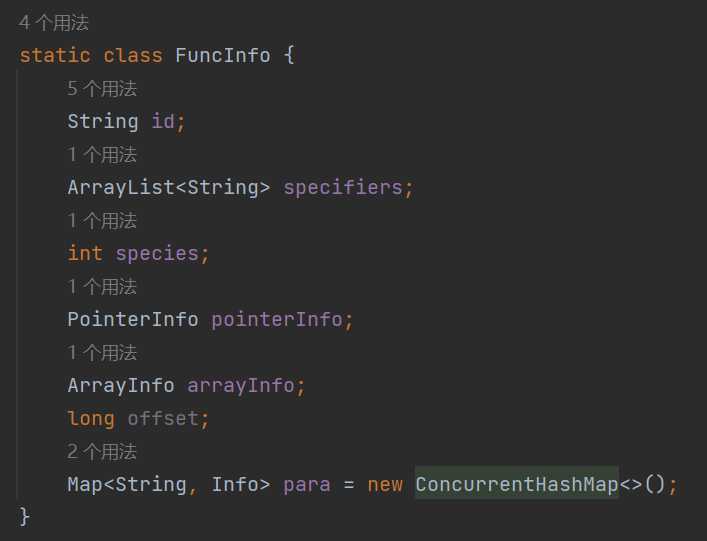 4 个用法
static class FuncInfo {
5 个用法
String id;
1 个用法
ArrayList<String> specifiers;
1 个用法
int species;
1 个用法
PointerInfo pointerInfo;
1 个用法
ArrayInfo arrayInfo;
long offset;
2 个用法
Map<String, Info> para = new ConcurrentHashMap<>();
}